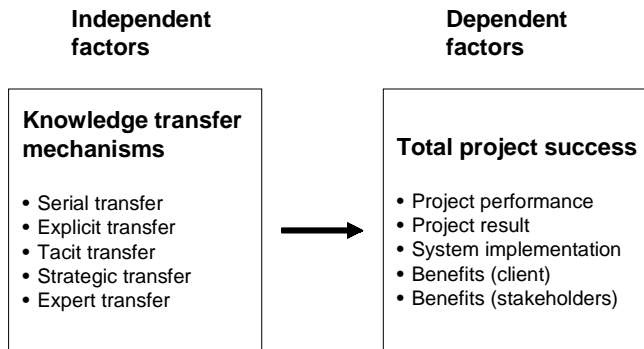 Independent
factors
Dependent
factors
Knowledge transfer
mechanisms
• Serial transfer
• Explicit transfer
• Tacit transfer
• Strategic transfer
• Expert transfer
Total project success
• Project performance
• Project result
• System implementation
• Benefits (client)
• Benefits (stakeholders)